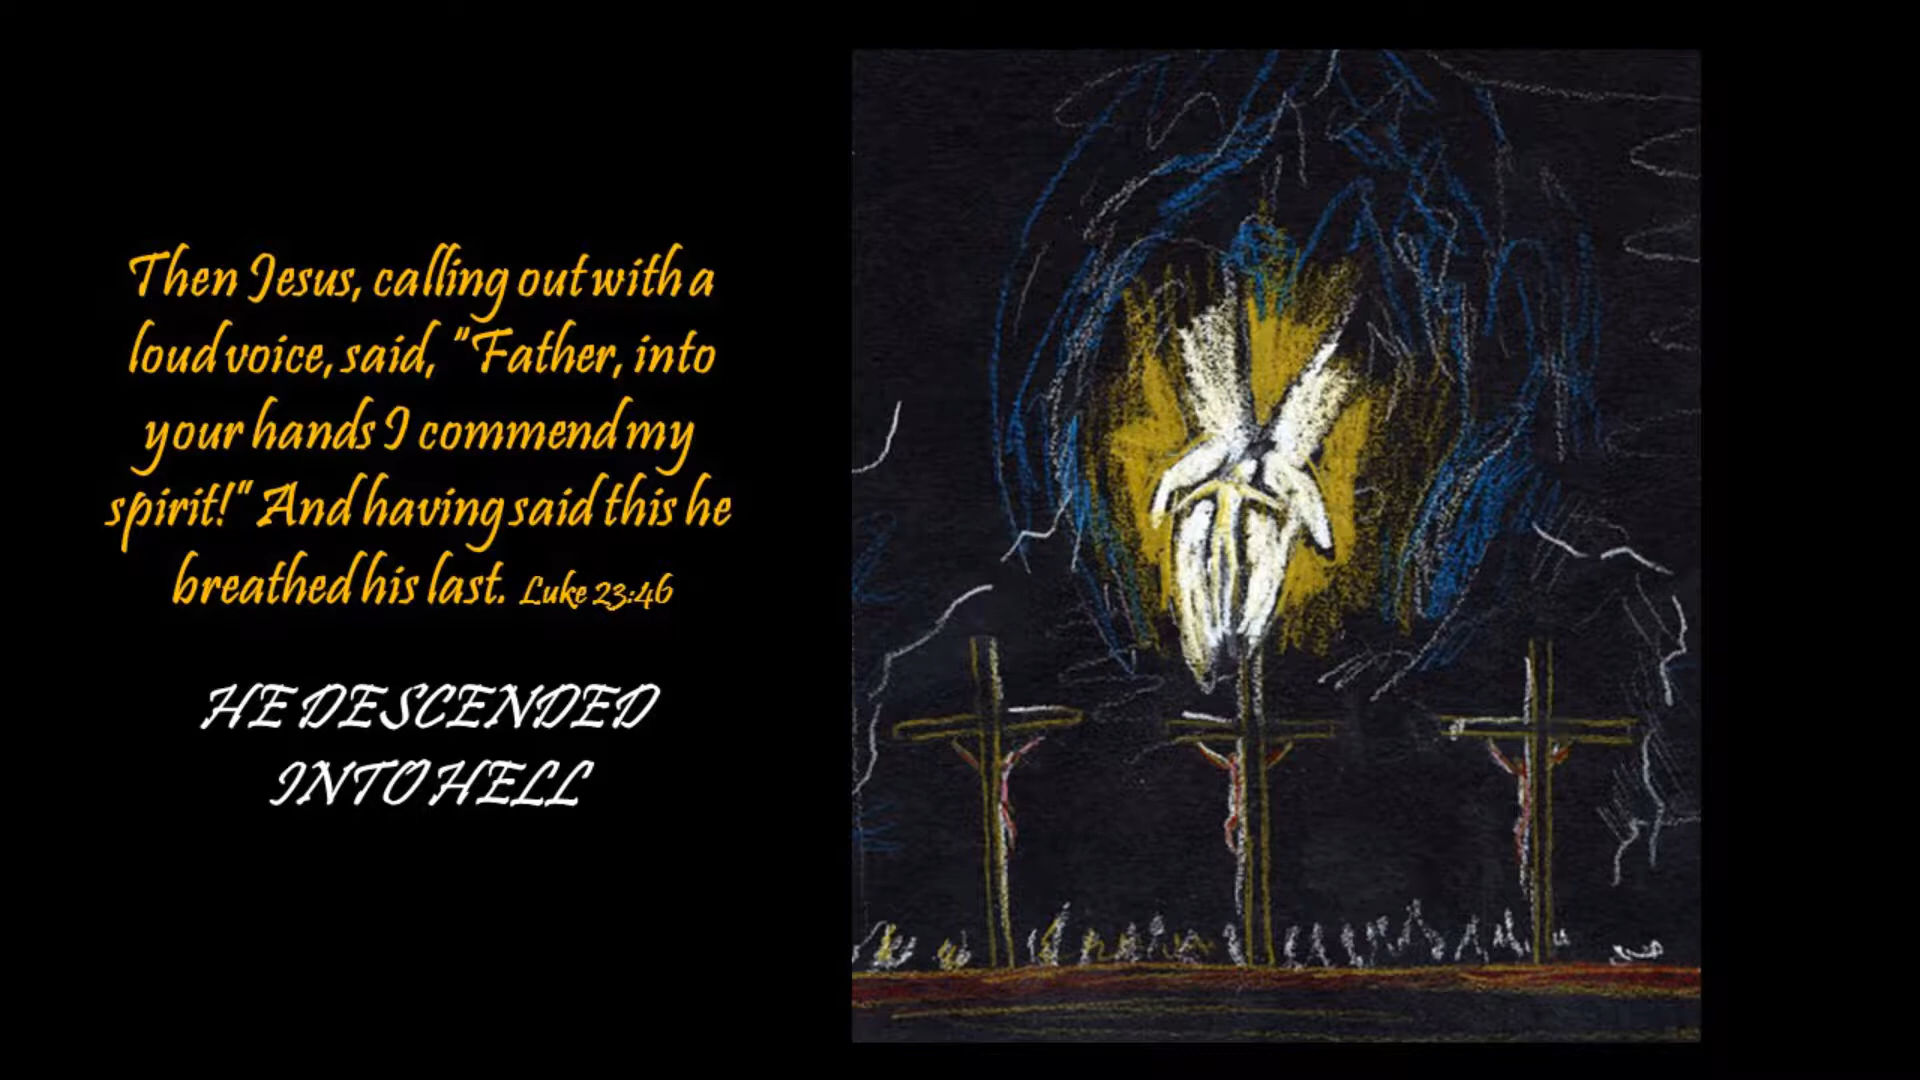 Then Jesus, calling out with a
loud voice, said, "Father, into
your hands I commend my
spirit!" And having said this he
breathed his last. Luke 23:46
HE DESCENDED
INTO HELL